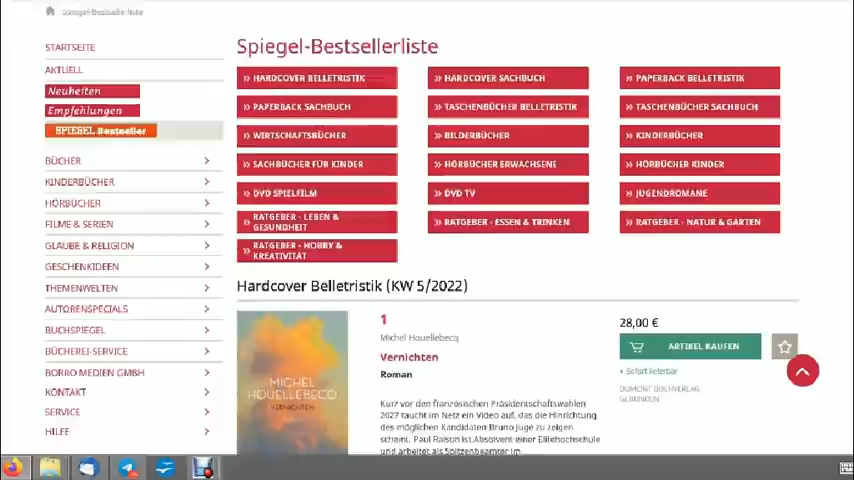 Spiegel-Bestsellerliste
STARTSEITE
AKTUELL
Neuheiten
Empfehlungen
SPIEGEL Bestseller
BÜCHER
KINDERBÜCHER
HÖRBÜCHER
FILME & SERIEN
GLAUBE & RELIGION
GESCHENKIDEEN
THEMENWELTEN
AUTORENSPECIALS
BUCHSPIEGEL
BÜCHEREI-SERVICE
BORRO MEDIEN GMBH
KONTAKT
SERVICE
HILFE
Spiegel-Bestsellerliste
» HARDCOVER BELLETRISTIK
» HARDCOVER SACHBUCH
» PAPERBACK BELLETRISTIK
» PAPERBACK SACHBUCH
» TASCHENBÜCHER BELLETRISTIK
» TASCHENBÜCHER SACHBUCH
» WIRTSCHAFTSBÜCHER
» BILDERBÜCHER
» KINDERBÜCHER
» SACHBÜCHER FÜR KINDER
» HÖRBÜCHER ERWACHSENE
» HÖRBÜCHER KINDER
» DVD SPIELFILM
» DVD TV
» JUGENDROMANE
» RATGEBER - LEBEN &
GESUNDHEIT
» RATGEBER - ESSEN & TRINKEN
» RATGEBER - NATUR & GARTEN
» RATGEBER - HOBBY &
KREATIVITÄT
Hardcover Belletristik (KW 5/2022)
MICHEL
HOUELLEBECQ
VERNICHTEN
1
Michel Houellebecq
Vernichten
Roman
Kurz vor den französischen Präsidentschaftswahlen
2027 taucht im Netz ein Video auf, das die Hinrichtung
des möglichen Kandidaten Bruno Juge zu zeigen
scheint. Paul Raison ist Absolvent einer Elitehochschule
und arbeitet als Spitzenbeamter im
28,00 €
ARTIKEL KAUFEN
Sofort lieferbar
DUMONT BUCHVERLAG
GEBUNDEN